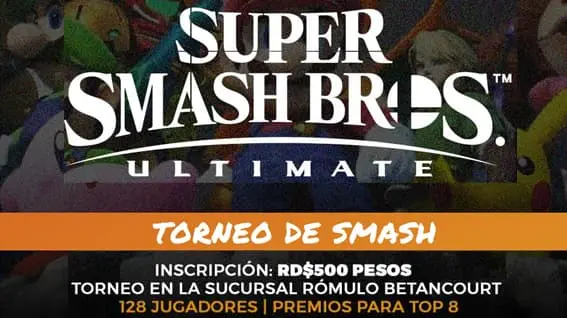 SUPER
SMASH BROS.™
ULTIMATE
TORNEO DE SMASH
INSCRIPCIÓN: RD$500 PESOS
TORNEO EN LA SUCURSAL RÓMULO BETANCOURT
128 JUGADORES | PREMIOS PARA TOP 8